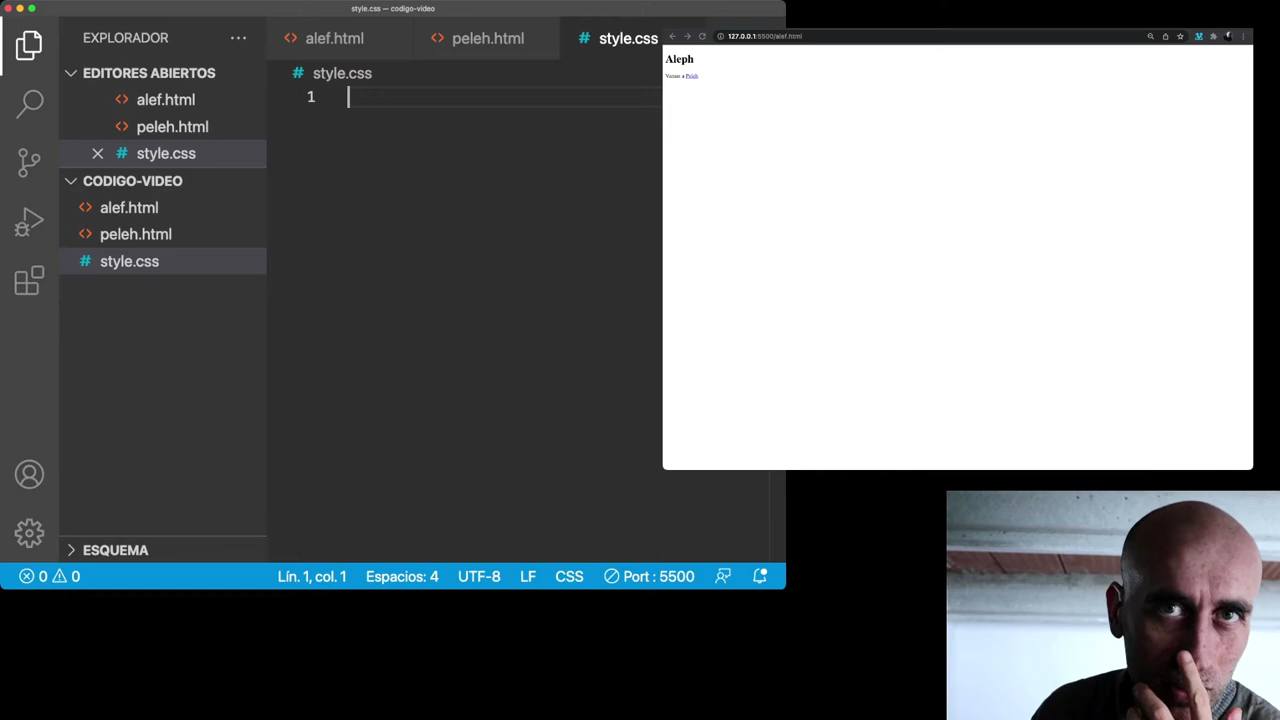 style.css — codigo-video
EXPLORADOR
EDITORES ABIERTOS
alef.html
peleh.html
style.css
CODIGO-VIDEO
alef.html
peleh.html
style.css
ESQUEMA
alef.html
peleh.html
style.css
style.css
1
0 0
Lín. 1, col. 1
Espacios: 4
UTF-8
LF
CSS
Port : 5500
127.0.0.1:5500/alef.html
Aleph
Vamos a Peleh